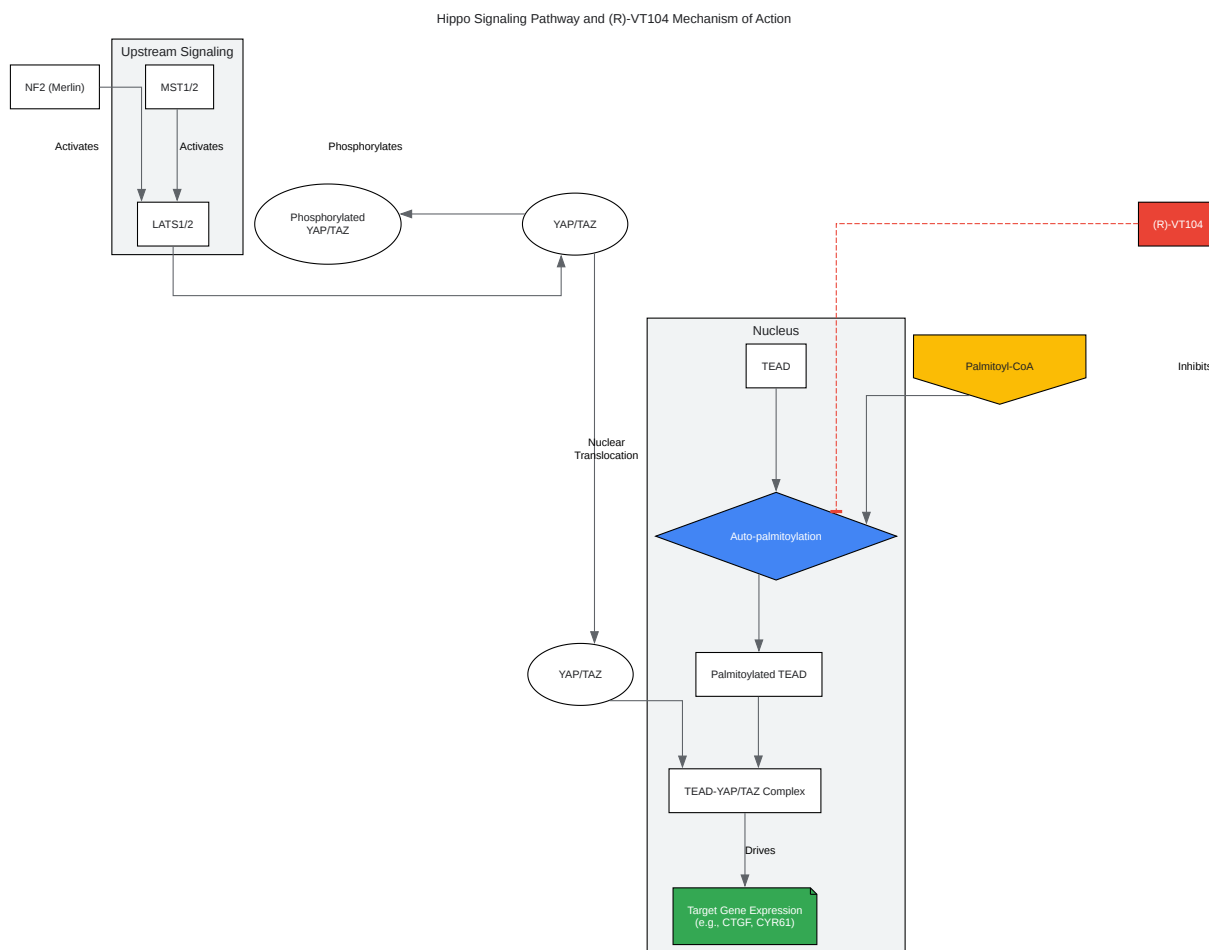 Hippo Signaling Pathway and (R)-VT104 Mechanism of Action
Upstream Signaling
NF2 (Merlin)
MST1/2
Activates
Activates
Phosphorylates
LATS1/2
Phosphorylated
YAP/TAZ
YAP/TAZ
(R)-VT104
Nucleus
TEAD
Palmitoyl-CoA
Inhibits
Nuclear
Translocation
Auto-palmitoylation
YAP/TAZ
Palmitoylated TEAD
TEAD-YAP/TAZ Complex
Drives
Target Gene Expression
(e.g., CTGF, CYR61)